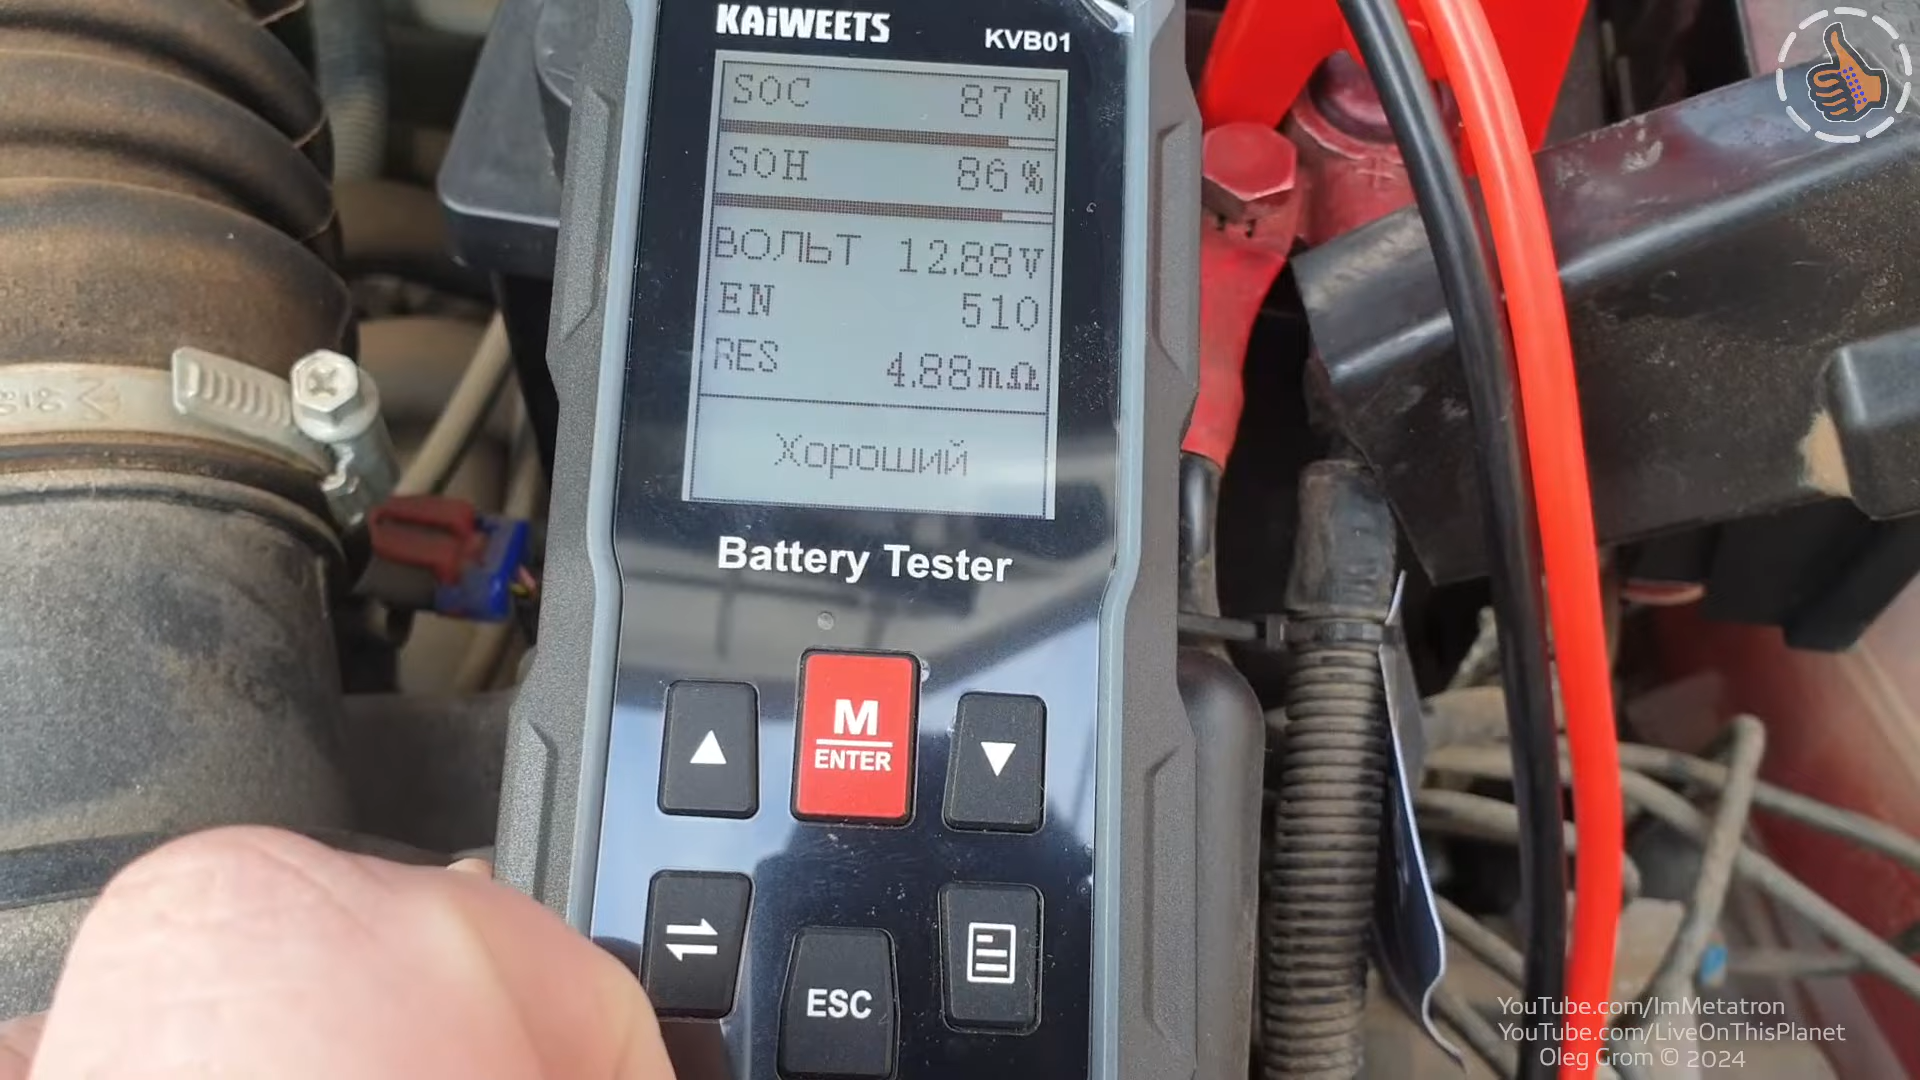 KAiWEETS
KVB01
SOC 87%
SOH 86%
ВОЛЬТ 12.88V
EN 510
RES 4.88mΩ
Хороший
Battery Tester
M
ENTER
ESC
YouTube.com/ImMetatron
YouTube.com/LiveOnThisPlanet
Oleg Grom © 2024